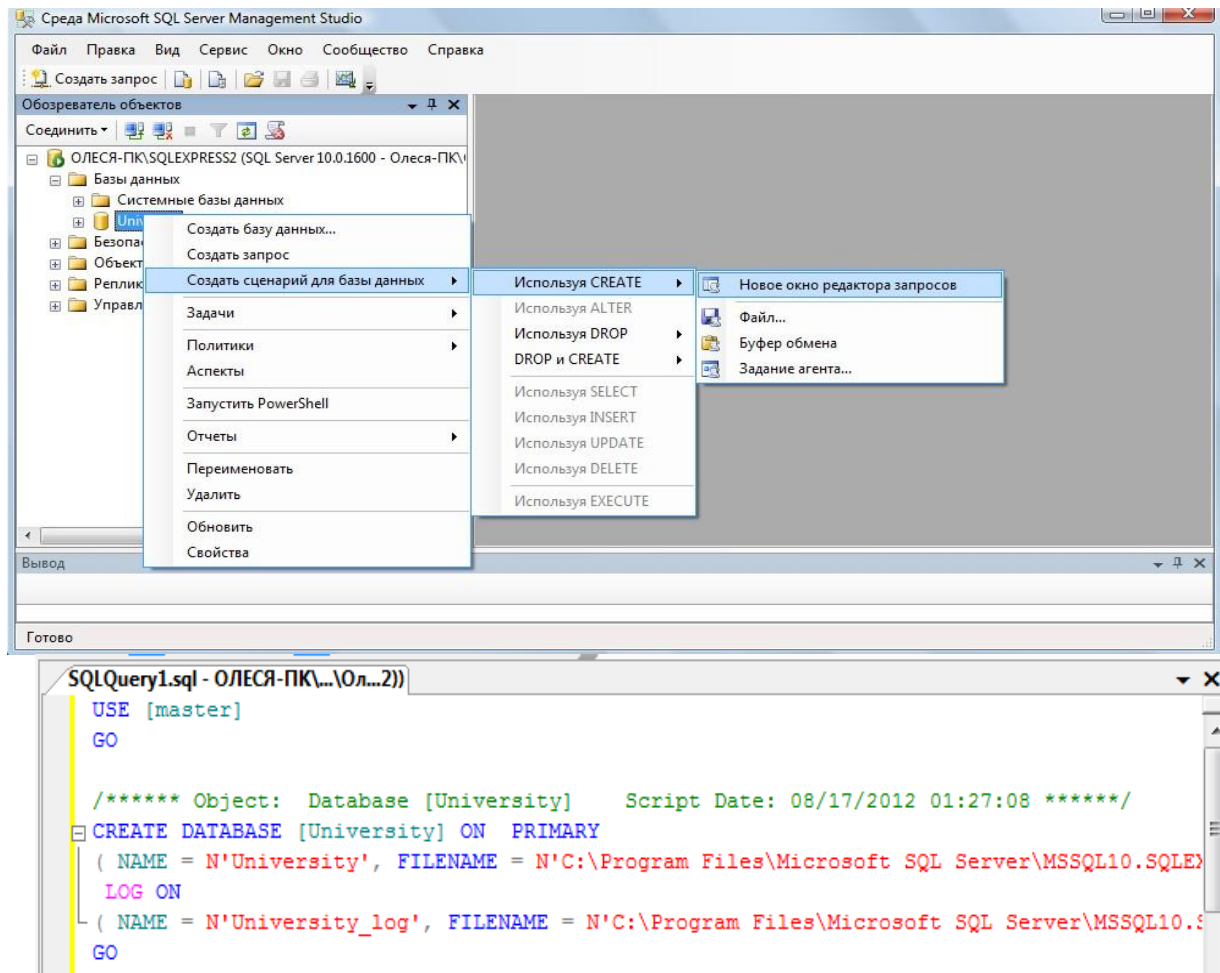 Среда Microsoft SQL Server Management Studio
Файл Правка Вид Сервис Окно Сообщество Справка
Создать запрос
Обозреватель объектов
Соединить
ОЛЕСЯ-ПК\SQLEXPRESS2 (SQL Server 10.0.1600 - Олеся-ПК\
Базы данных
Системные базы данных
Univ
Безопа
Объект
Реплик
Управл
Создать базу данных...
Создать запрос
Создать сценарий для базы данных
Задачи
Политики
Аспекты
Запустить PowerShell
Отчеты
Переименовать
Удалить
Обновить
Свойства
Используя CREATE
Используя ALTER
Используя DROP
DROP и CREATE
Используя SELECT
Используя INSERT
Используя UPDATE
Используя DELETE
Используя EXECUTE
Новое окно редактора запросов
Файл...
Буфер обмена
Задание агента...
Вывод
Готово
SQLQuery1.sql - ОЛЕСЯ-ПК\...\Ол...2))
USE [master]
GO
/****** Object:  Database [University]    Script Date: 08/17/2012 01:27:08 ******/
CREATE DATABASE [University] ON  PRIMARY
( NAME = N'University', FILENAME = N'C:\Program Files\Microsoft SQL Server\MSSQL10.SQLEX
LOG ON
( NAME = N'University_log', FILENAME = N'C:\Program Files\Microsoft SQL Server\MSSQL10.S
GO